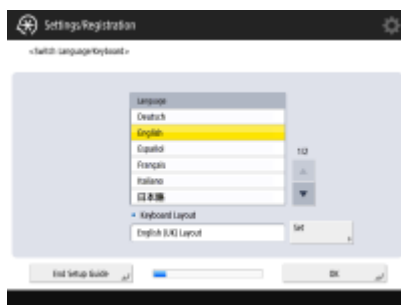 Settings/Registration
<Switch Language/Keyboard>
Language
Deutsch
English
Español
Français
Italiano
日本語
1/2
Keyboard Layout
English (UK) Layout
Set
End Setup Guide
OK